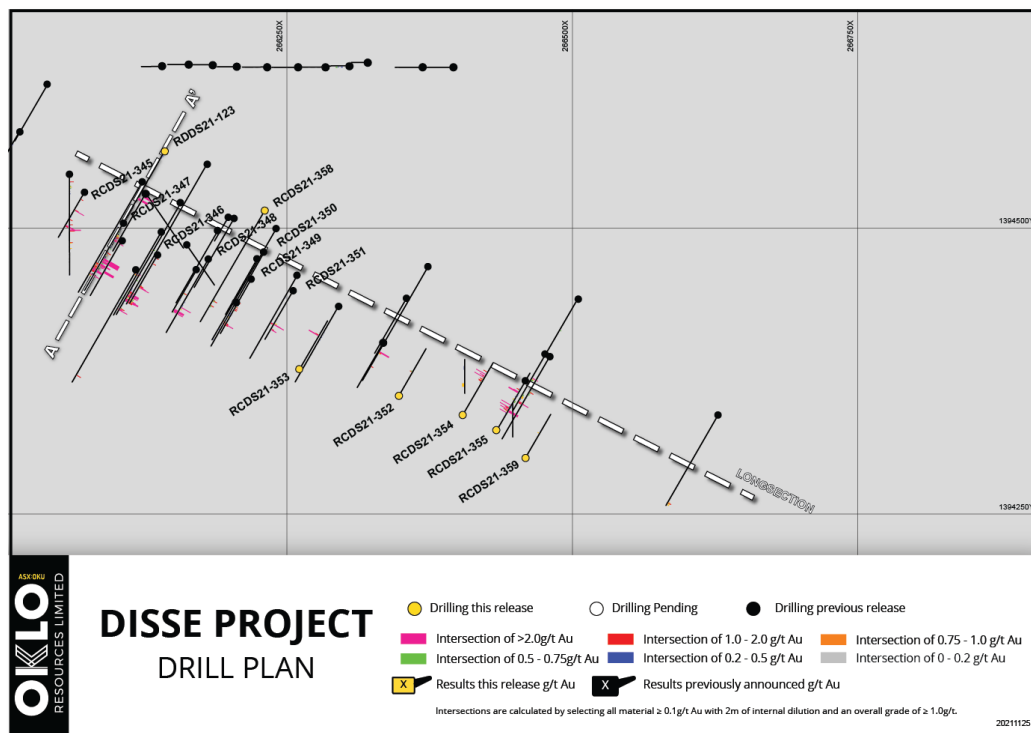 266250X
266500X
266750X
A'
RDDS21-123
RCDS21-345
RCDS21-347
RCDS21-346
RCDS21-358
RCDS21-350
RCDS21-348
RCDS21-349
RCDS21-351
1394500Y
A
RCDS21-353
RCDS21-352
RCDS21-354
RCDS21-355
RCDS21-359
LONGSECTION
1394250Y
ASX:OKU
OKLO
RESOURCES LIMITED
DISSE PROJECT
DRILL PLAN
Drilling this release
Drilling Pending
Drilling previous release
Intersection of >2.0g/t Au
Intersection of 1.0 - 2.0 g/t Au
Intersection of 0.75 - 1.0 g/t Au
Intersection of 0.5 - 0.75g/t Au
Intersection of 0.2 - 0.5 g/t Au
Intersection of 0 - 0.2 g/t Au
X Results this release g/t Au
X Results previously announced g/t Au
Intersections are calculated by selecting all material ≥ 0.1g/t Au with 2m of internal dilution and an overall grade of ≥ 1.0g/t.
20211125